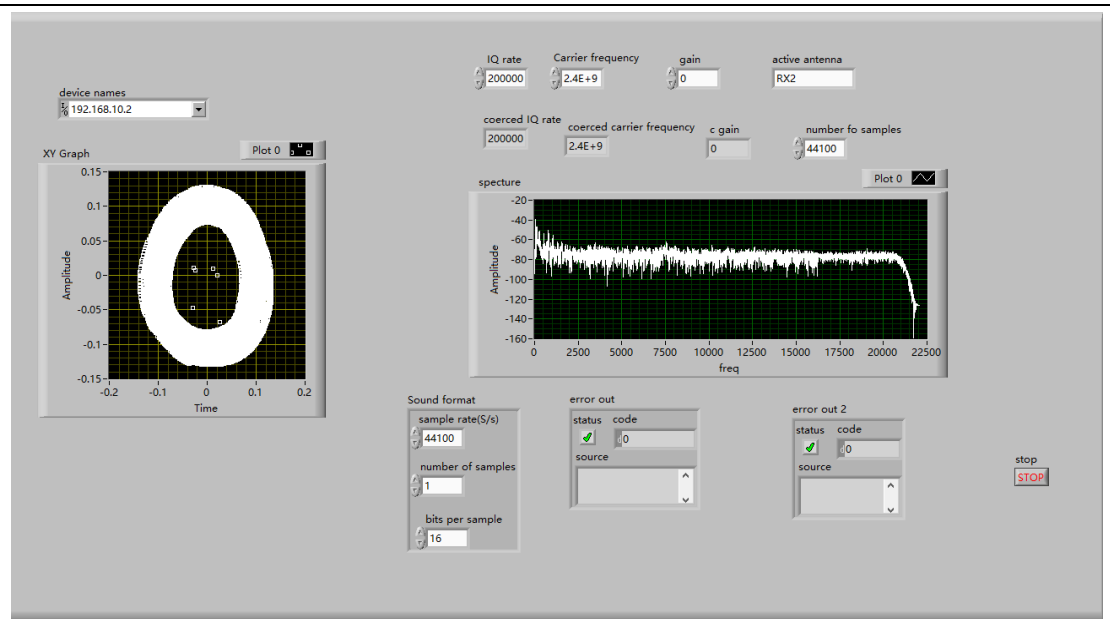 IQ rate
200000
Carrier frequency
2.4E+9
gain
0
active antenna
RX2
device names
192.168.10.2
coerced IQ rate
200000
coerced carrier frequency
2.4E+9
c gain
0
number fo samples
44100
XY Graph
Plot 0
0.15
0.1
0.05
0
-0.05
-0.1
-0.15
Amplitude
-0.2 -0.1 0 0.1 0.2
Time
specture
Plot 0
-20
-40
-60
-80
-100
-120
-140
-160
Amplitude
0 2500 5000 7500 10000 12500 15000 17500 20000 22500
freq
Sound format
sample rate(S/s)
44100
number of samples
1
bits per sample
16
error out
status code
0
source
error out 2
status code
0
source
stop
STOP